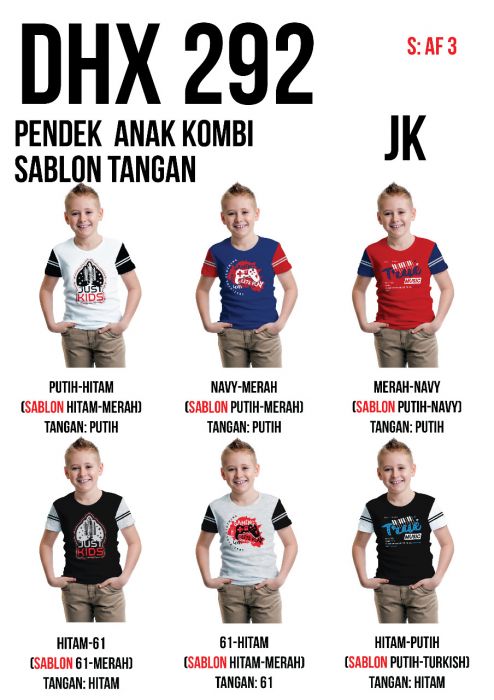 DHX 292
S: AF 3
PENDEK ANAK KOMBI
SABLON TANGAN
JK
JUST
KIDS
True
MUSIC
PUTIH-HITAM
(SABLON HITAM-MERAH)
TANGAN: PUTIH
NAVY-MERAH
(SABLON PUTIH-MERAH)
TANGAN: PUTIH
MERAH-NAVY
(SABLON PUTIH-NAVY)
TANGAN: PUTIH
JUST
KIDS
GAMING
True
MUSIC
HITAM-61
(SABLON 61-MERAH)
TANGAN: HITAM
61-HITAM
(SABLON HITAM-MERAH)
TANGAN: 61
HITAM-PUTIH
(SABLON PUTIH-TURKISH)
TANGAN: HITAM